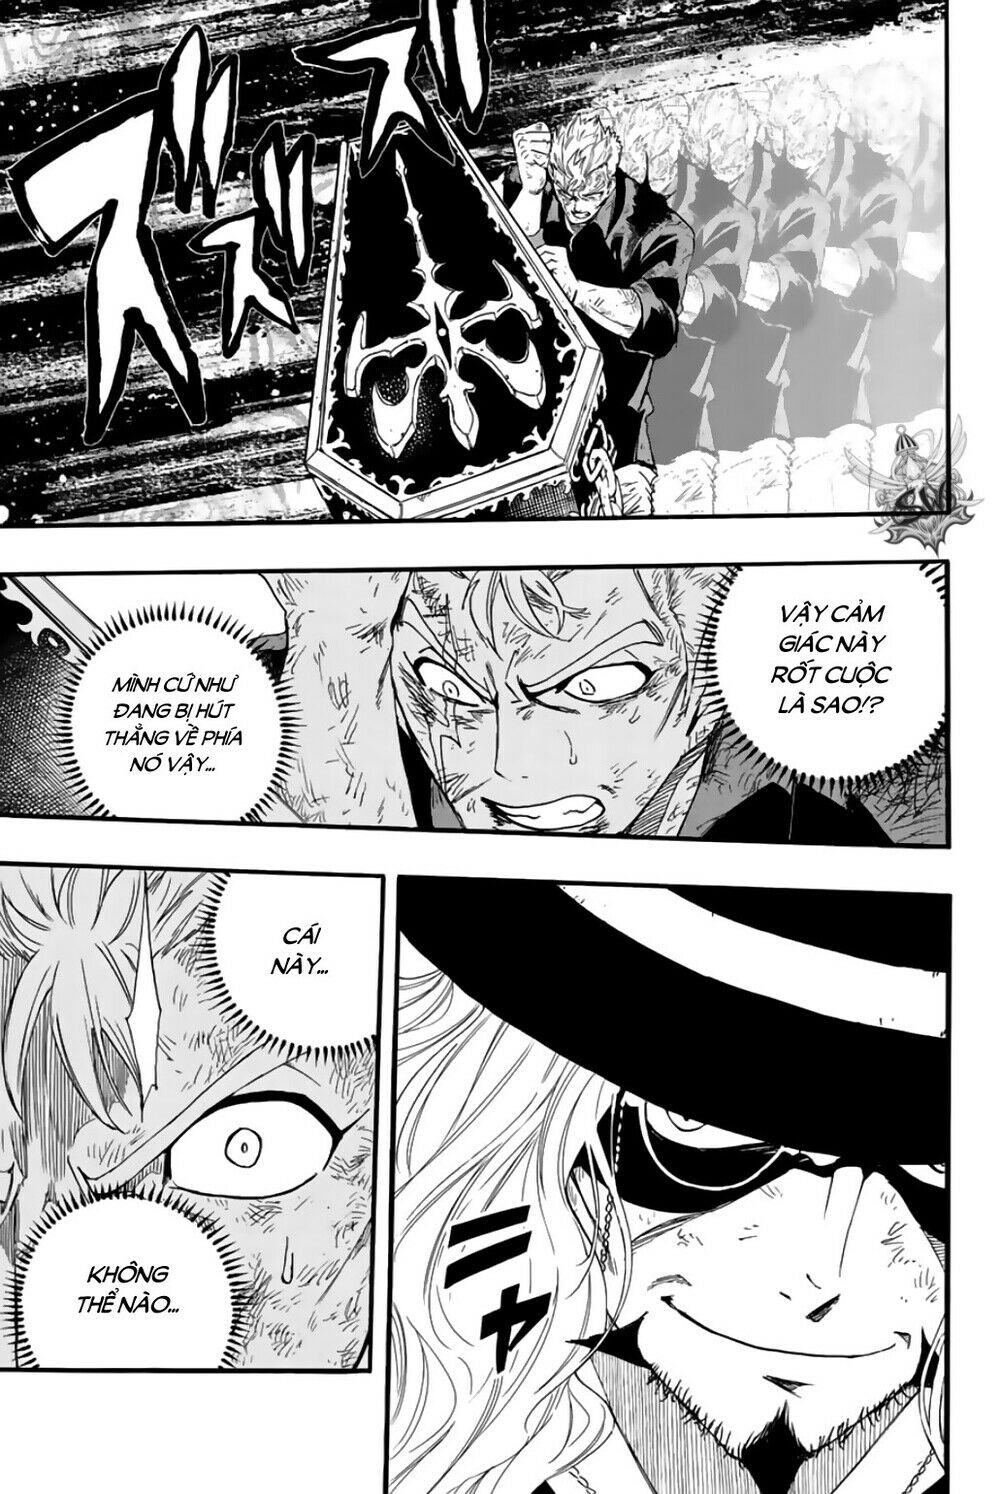 ズズズ
VẬY CẢM
GIÁC NÀY
RỐT CUỘC
LÀ SAO!?
MÌNH CỨ NHƯ
ĐANG BỊ HÚT
THẲNG VỀ PHÍA
NÓ VẬY...
CÁI
NÀY...
KHÔNG
THỂ NÀO...
ニヤ